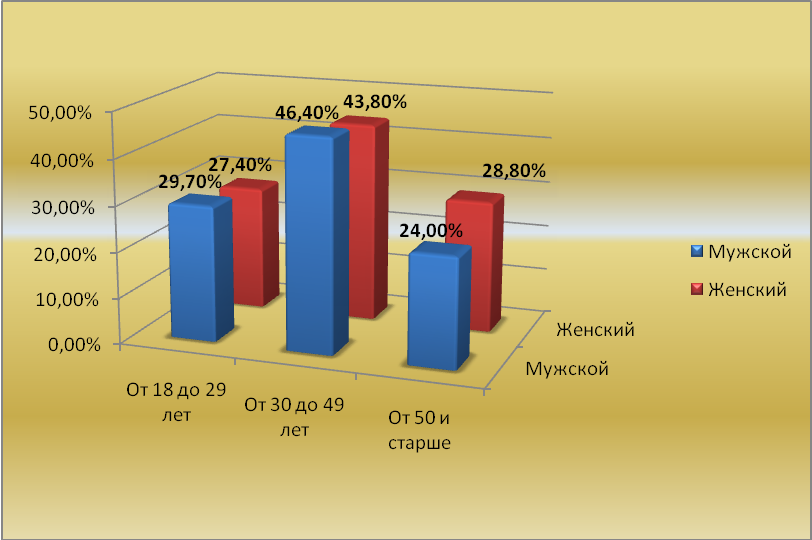 50,00%
40,00%
30,00%
20,00%
10,00%
0,00%
29,70%
27,40%
46,40%
43,80%
24,00%
28,80%
От 18 до 29
лет
От 30 до 49
лет
От 50 и
старше
Женский
Мужской
Мужской
Женский